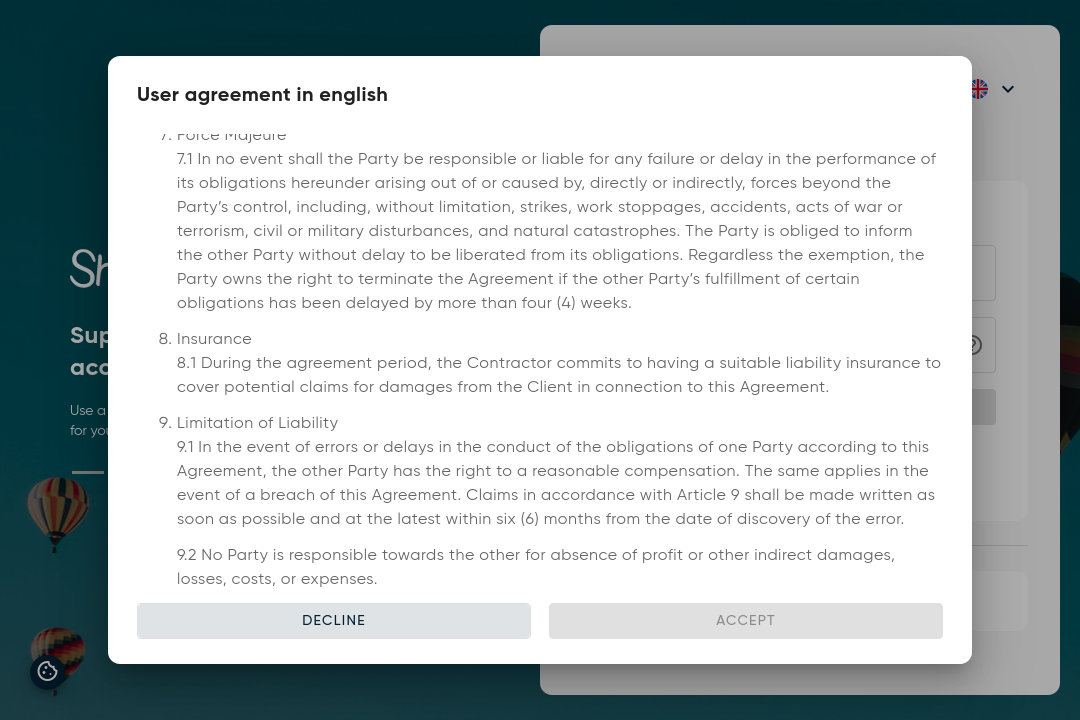 User agreement in english
7. Force Majeure
7.1 In no event shall the Party be responsible or liable for any failure or delay in the performance of
its obligations hereunder arising out of or caused by, directly or indirectly, forces beyond the
Party’s control, including, without limitation, strikes, work stoppages, accidents, acts of war or
terrorism, civil or military disturbances, and natural catastrophes. The Party is obliged to inform
the other Party without delay to be liberated from its obligations. Regardless the exemption, the
Party owns the right to terminate the Agreement if the other Party’s fulfillment of certain
obligations has been delayed by more than four (4) weeks.
8. Insurance
8.1 During the agreement period, the Contractor commits to having a suitable liability insurance to
cover potential claims for damages from the Client in connection to this Agreement.
9. Limitation of Liability
9.1 In the event of errors or delays in the conduct of the obligations of one Party according to this
Agreement, the other Party has the right to a reasonable compensation. The same applies in the
event of a breach of this Agreement. Claims in accordance with Article 9 shall be made written as
soon as possible and at the latest within six (6) months from the date of discovery of the error.
9.2 No Party is responsible towards the other for absence of profit or other indirect damages,
losses, costs, or expenses.
DECLINE
ACCEPT
Use a
for